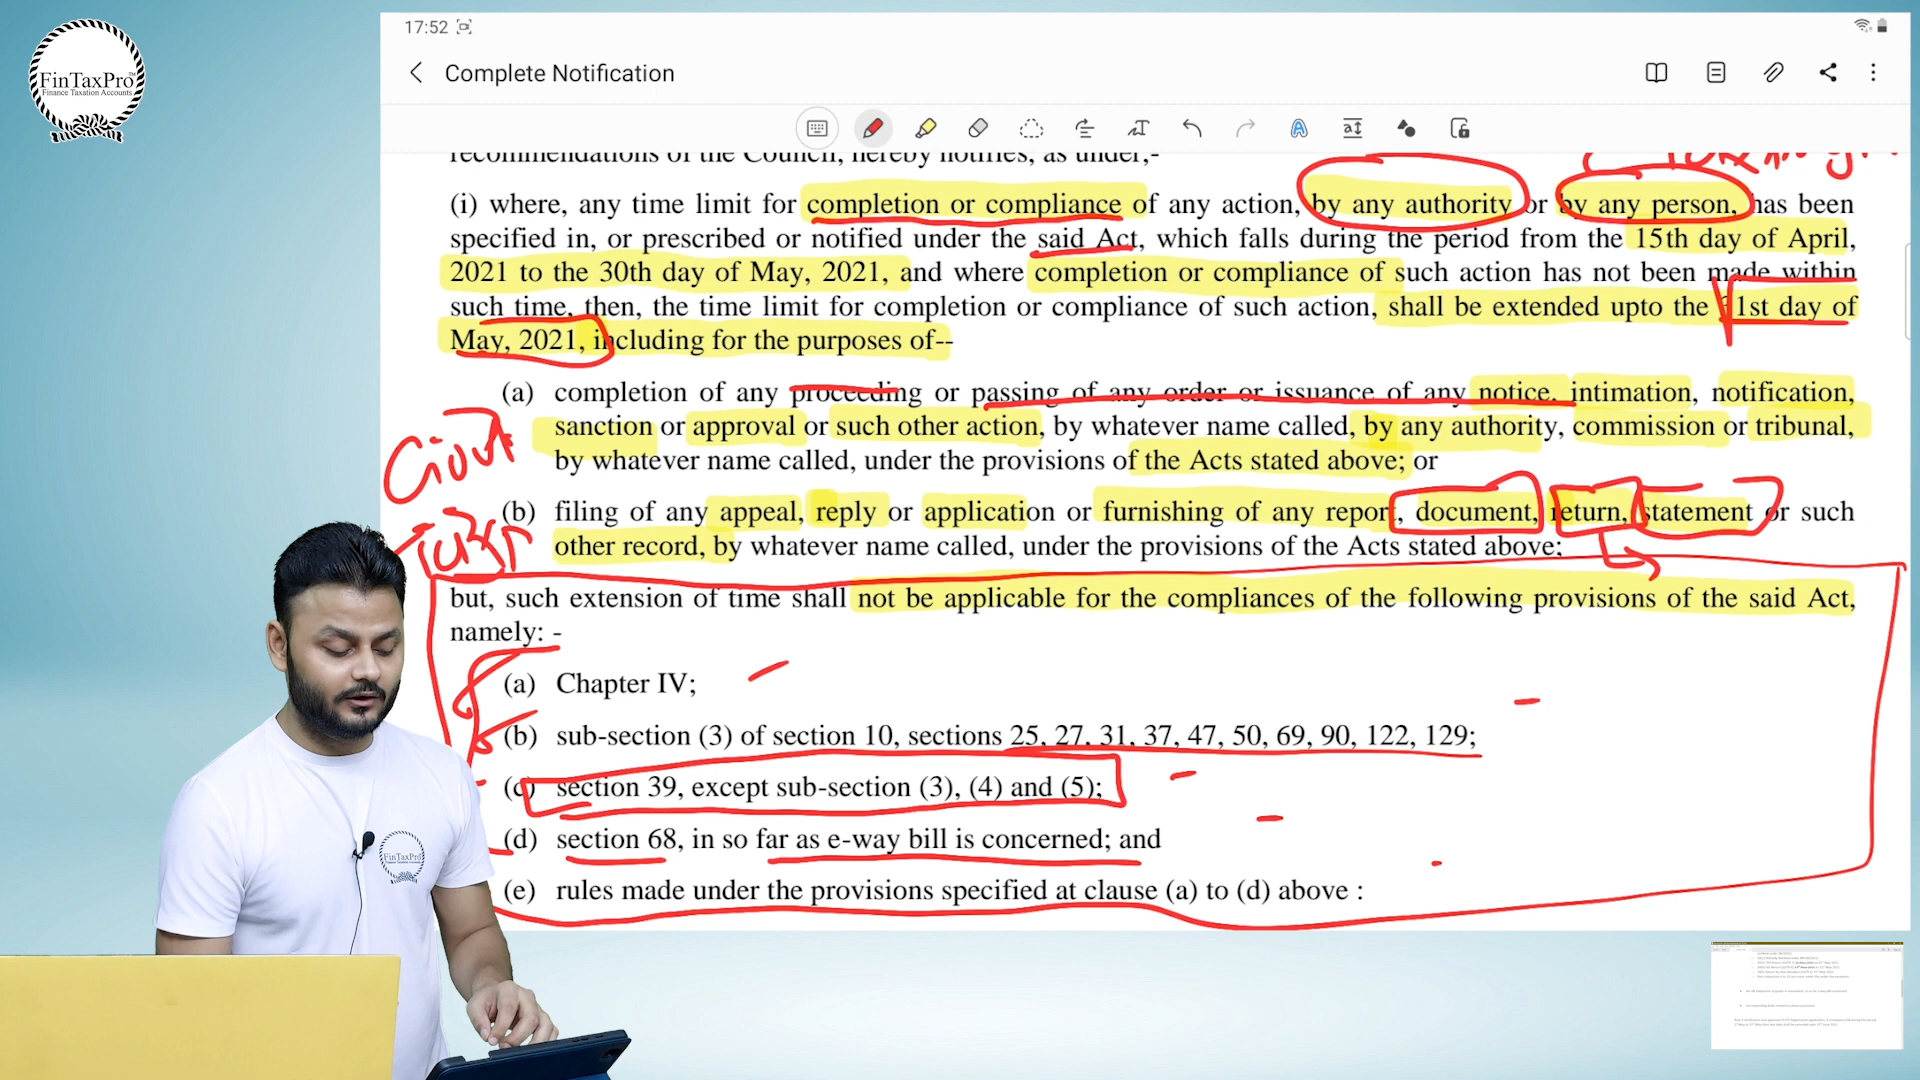 FinTaxPro™
Finance Taxation Accounts
17:52
Complete Notification
recommendations of the Council, hereby notifies, as under,-
(i) where, any time limit for completion or compliance of any action, by any authority or by any person, has been
specified in, or prescribed or notified under the said Act, which falls during the period from the 15th day of April,
2021 to the 30th day of May, 2021, and where completion or compliance of such action has not been made within
such time, then, the time limit for completion or compliance of such action, shall be extended upto the 31st day of
May, 2021, including for the purposes of--
(a) completion of any proceeding or passing of any order or issuance of any notice, intimation, notification,
sanction or approval or such other action, by whatever name called, by any authority, commission or tribunal,
by whatever name called, under the provisions of the Acts stated above; or
Govt
(b) filing of any appeal, reply or application or furnishing of any report, document, return, statement or such
other record, by whatever name called, under the provisions of the Acts stated above;
but, such extension of time shall not be applicable for the compliances of the following provisions of the said Act,
namely: -
(a) Chapter IV;
(b) sub-section (3) of section 10, sections 25, 27, 31, 37, 47, 50, 69, 90, 122, 129;
(c) section 39, except sub-section (3), (4) and (5);
(d) section 68, in so far as e-way bill is concerned; and
(e) rules made under the provisions specified at clause (a) to (d) above :
FinTaxPro